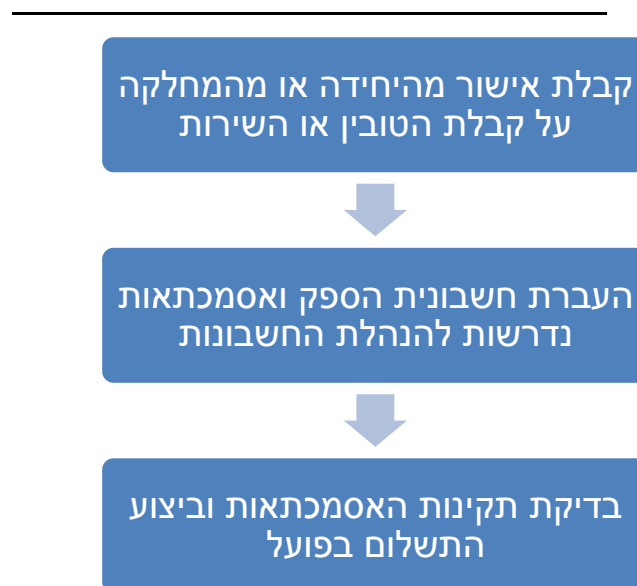 קבלת אישור מהיחידה או מהמחלקה
על קבלת הטובין או השירות
העברת חשבונית הספק ואסמכתאות
נדרשות להנהלת החשבונות
בדיקת תקינות האסמכתאות וביצוע
התשלום בפועל